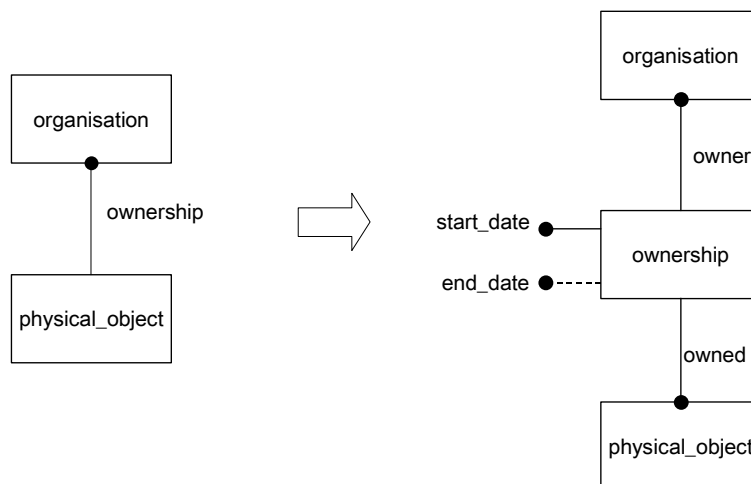 organisation
ownership
physical_object
organisation
owner
start_date
ownership
end_date
owned
physical_object